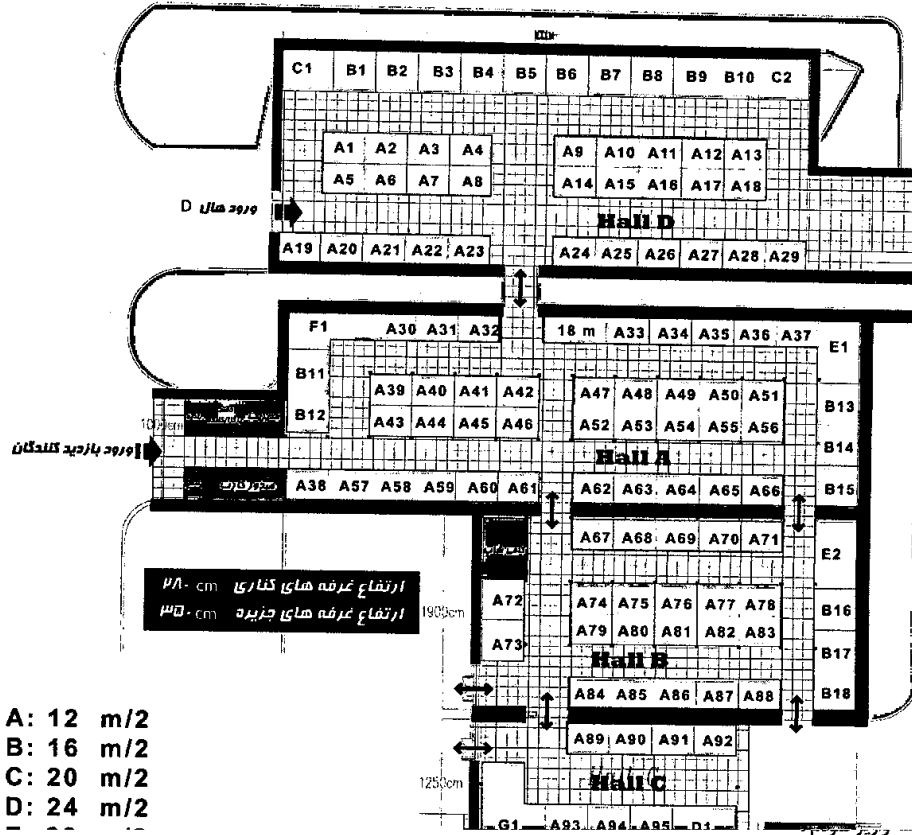 C1 B1 B2 B3 B4 B5 B6 B7 B8 B9 B10 C2
A1 A2 A3 A4 A9 A10 A11 A12 A13
A5 A6 A7 A8 A14 A15 A16 A17 A18
ورود هال D
Hall D
A19 A20 A21 A22 A23 A24 A25 A26 A27 A28 A29
F1 A30 A31 A32 18 m A33 A34 A35 A36 A37 E1
B11
A39 A40 A41 A42 A47 A48 A49 A50 A51
B12 B13
A43 A44 A45 A46 A52 A53 A54 A55 A56
ورود بازدید کنندگان
Hall A
B14
A38 A57 A58 A59 A60 A61 A62 A63 A64 A65 A66 B15
A67 A68 A69 A70 A71
E2
ارتفاع غرفه های کناری ۲۸۰ cm
ارتفاع غرفه های جزیره ۳۵۰ cm
1900cm
A72 A74 A75 A76 A77 A78 B16
A79 A80 A81 A82 A83
A73 B17
Hall B
A84 A85 A86 A87 A88 B18
A89 A90 A91 A92
1250cm
Hall C
G1 A93 A94 A95 D1
A: 12 m/2
B: 16 m/2
C: 20 m/2
D: 24 m/2